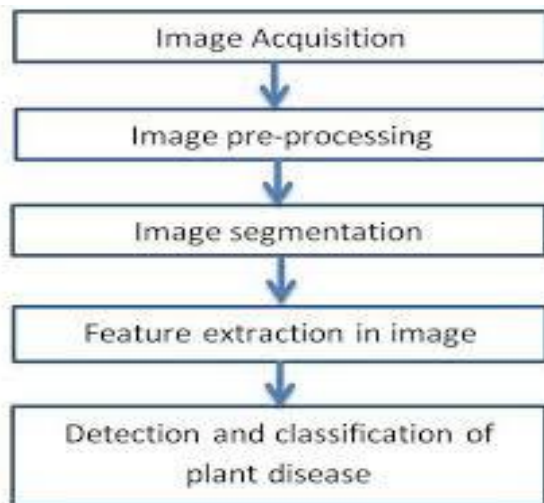 Image Acquisition
Image pre-processing
Image segmentation
Feature extraction in image
Detection and classification of
plant disease